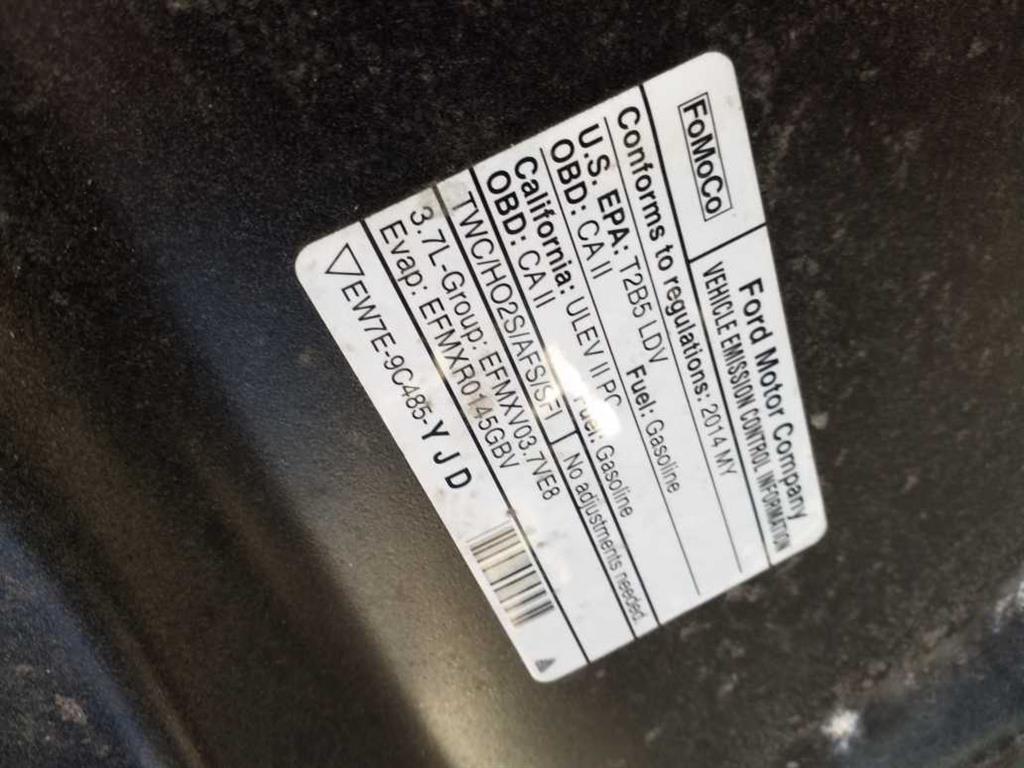 FoMoCo
Ford Motor Company
VEHICLE EMISSION CONTROL INFORMATION
Conforms to regulations: 2014 MY
U.S. EPA: T2B5 LDV Fuel: Gasoline
OBD: CA II
California: ULEV II PC Fuel: Gasoline
OBD: CA II
TWC/HO2S/AFS/SFI No adjustments needed.
3.7L-Group: EFMXV03.7VE8
Evap: EFMXR0145GBV
EW7E-9C485-Y J D